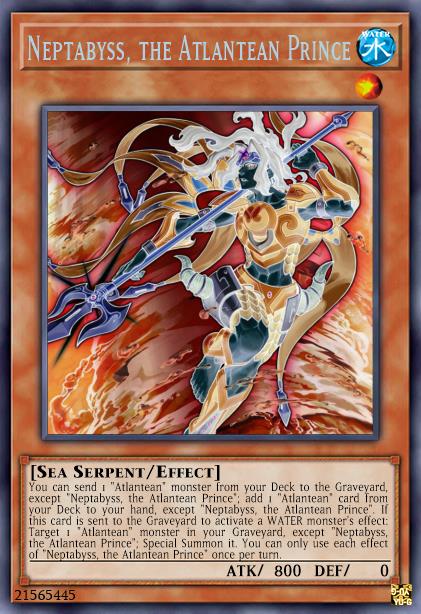 Neptabyss, the Atlantean Prince
WATER
水
[Sea Serpent/Effect]
You can send 1 "Atlantean" monster from your Deck to the Graveyard,
except "Neptabyss, the Atlantean Prince"; add 1 "Atlantean" card from
your Deck to your hand, except "Neptabyss, the Atlantean Prince". If
this card is sent to the Graveyard to activate a WATER monster's effect:
Target 1 "Atlantean" monster in your Graveyard, except "Neptabyss,
the Atlantean Prince"; Special Summon it. You can only use each effect
of "Neptabyss, the Atlantean Prince" once per turn.
ATK/ 800 DEF/ 0
21565445